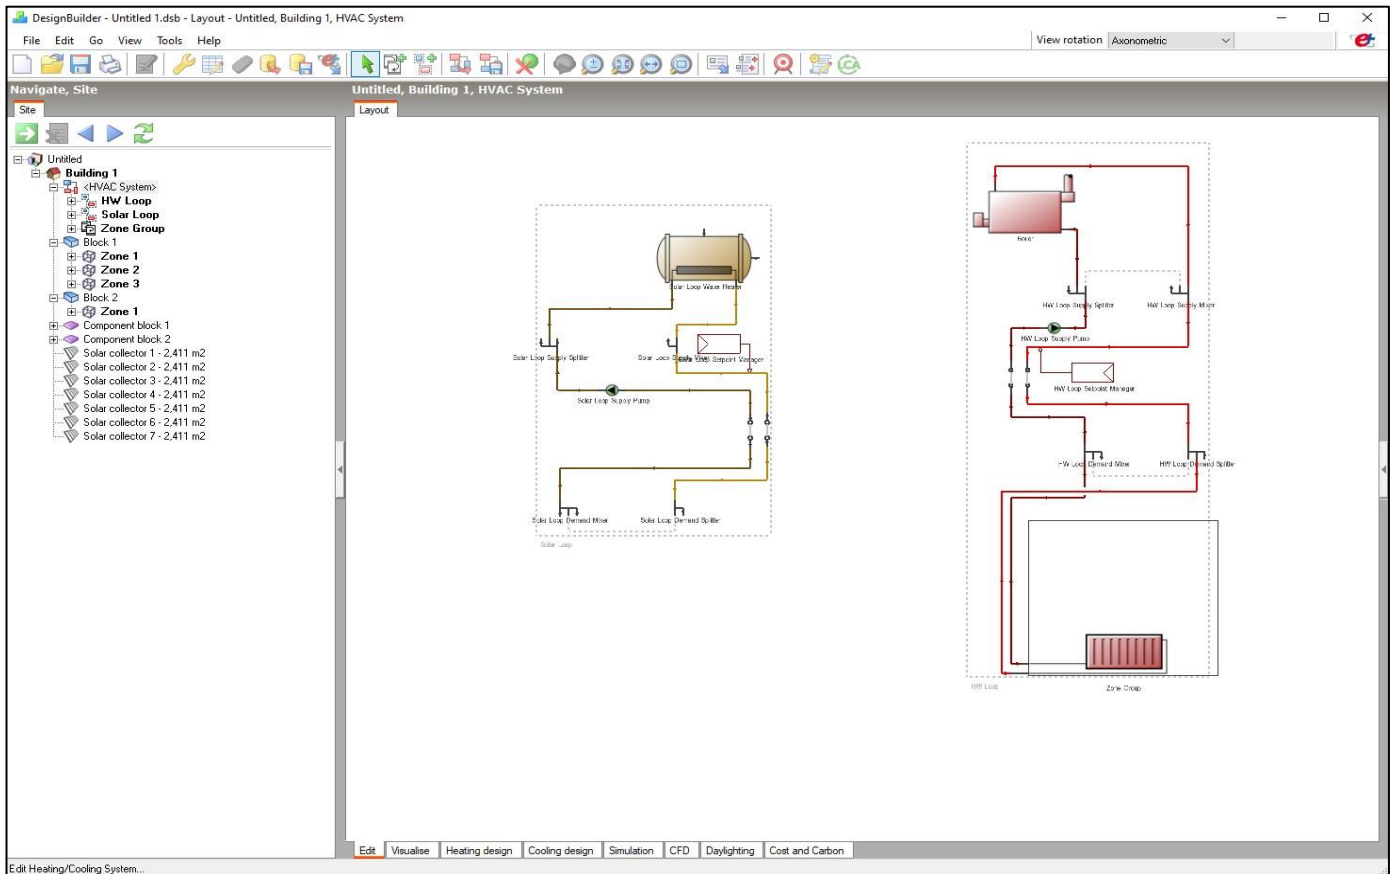 DesignBuilder - Untitled 1.dsb - Layout - Untitled, Building 1, HVAC System
File Edit Go View Tools Help
View rotation Axonometric
Navigate, Site
Site
Untitled
Building 1
<HVAC System>
HW Loop
Solar Loop
Zone Group
Block 1
Zone 1
Zone 2
Zone 3
Block 2
Zone 1
Component block 1
Component block 2
Solar collector 1 - 2,411 m2
Solar collector 2 - 2,411 m2
Solar collector 3 - 2,411 m2
Solar collector 4 - 2,411 m2
Solar collector 5 - 2,411 m2
Solar collector 6 - 2,411 m2
Solar collector 7 - 2,411 m2
Untitled, Building 1, HVAC System
Layout
Solar Loop Water Heater
Solar Loop Supply Splitter
Solar Loop Supply Mixer
Solar Loop Setpoint Manager
Solar Loop Supply Pump
Solar Loop Demand Mixer
Solar Loop Demand Splitter
Solar Loop
Boiler
HW Loop Supply Splitter
HW Loop Supply Mixer
HW Loop Supply Pump
HW Loop Setpoint Manager
HW Loop Demand Mixer
HW Loop Demand Splitter
HW Loop
Zone Group
Edit Visualise Heating design Cooling design Simulation CFD Daylighting Cost and Carbon
Edit Heating/Cooling System...